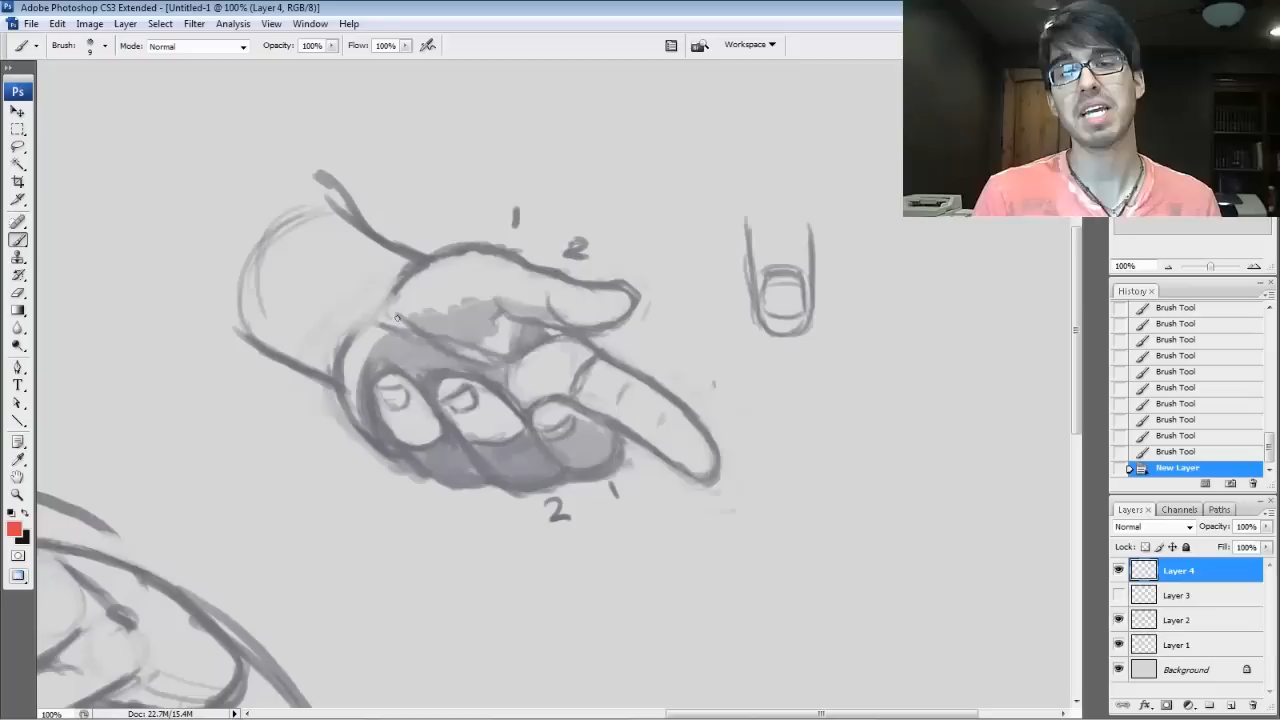 Adobe Photoshop CS3 Extended - [Untitled-1 @ 100% (Layer 4, RGB/8)]
File Edit Image Layer Select Filter Analysis View Window Help
Brush: 9 Mode: Normal Opacity: 100% Flow: 100% Workspace
Ps
1
2
2
1
100%
History
Brush Tool
Brush Tool
Brush Tool
Brush Tool
Brush Tool
Brush Tool
Brush Tool
Brush Tool
Brush Tool
Brush Tool
New Layer
Layers Channels Paths
Normal Opacity: 100%
Lock: Fill: 100%
Layer 4
Layer 3
Layer 2
Layer 1
Background
100% Doc: 22.7M/15.4M